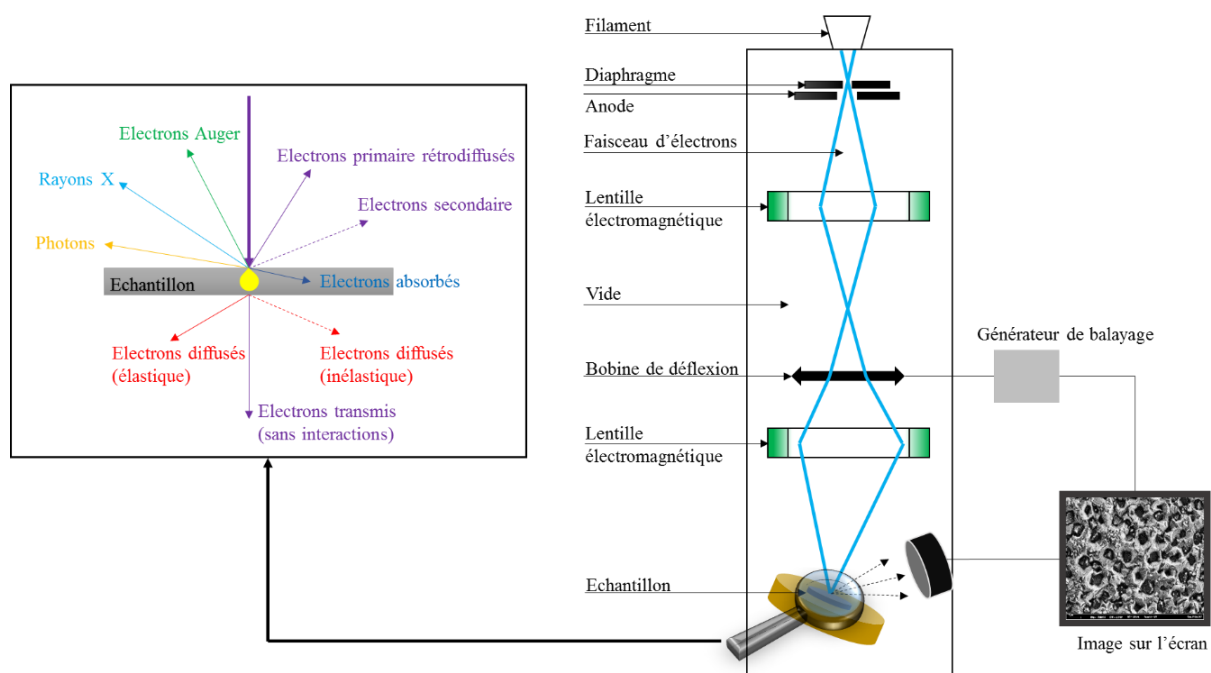 Electrons Auger
Electrons primaire rétrodiffusés
Rayons X
Electrons secondaire
Photons
Echantillon
Electrons absorbés
Electrons diffusés
(élastique)
Electrons diffusés
(inélastique)
Electrons transmis
(sans interactions)
Filament
Diaphragme
Anode
Faisceau d’électrons
Lentille
électromagnétique
Vide
Bobine de déflexion
Lentille
électromagnétique
Echantillon
Générateur de balayage
Image sur l’écran